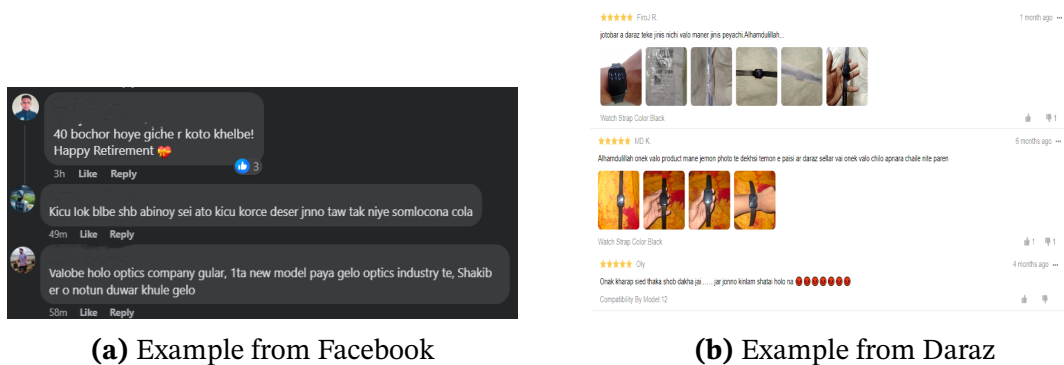 40 bochor hoye giche r koto khelbe!
Happy Retirement 💝
3
3h Like Reply
Kicu lok blbe shb abinoy sei ato kicu korce deser jnno taw tak niye somlocona cola
49m Like Reply
Valobe holo optics company gular, 1ta new model paya gelo optics industry te, Shakib
er o notun duwar khule gelo
58m Like Reply
(a) Example from Facebook
FiroJ R. 1 month ago
jotobar a daraz teke jinis nichi valo maner jinis peyachi.Alhamdulillah...
Watch Strap Color:Black 1
MD K. 5 months ago
Alhamdulillah onek valo product mane jemon photo te dekhsi temon e paisi ar daraz sellar vai onek valo chilo apnara chaile nite paren
Watch Strap Color:Black 1 1
Oly 4 months ago
Onak kharap sied thaka shob dakha jai ......jar jonno kinlam shatai holo na 😡😡😡😡😡😡😡
Compatibility By Model:12
(b) Example from Daraz